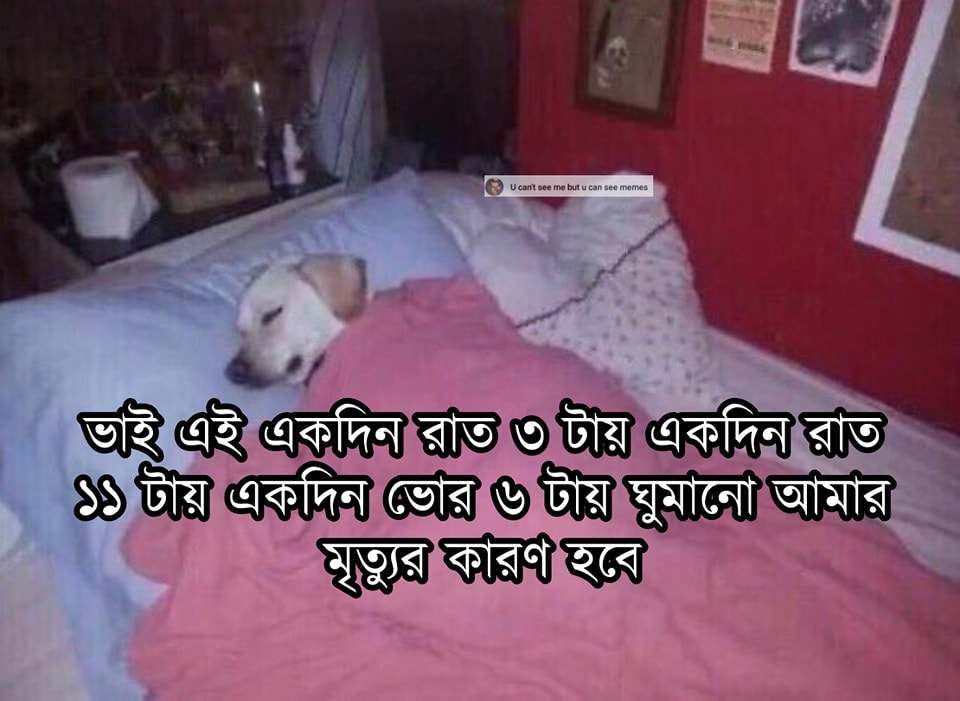 U can't see me but u can see memes
ভাই এই একদিন রাত ৩ টায় একদিন রাত
১১ টায় একদিন ভোর ৬ টায় ঘুমানো আমার
মৃত্যুর কারণ হবে